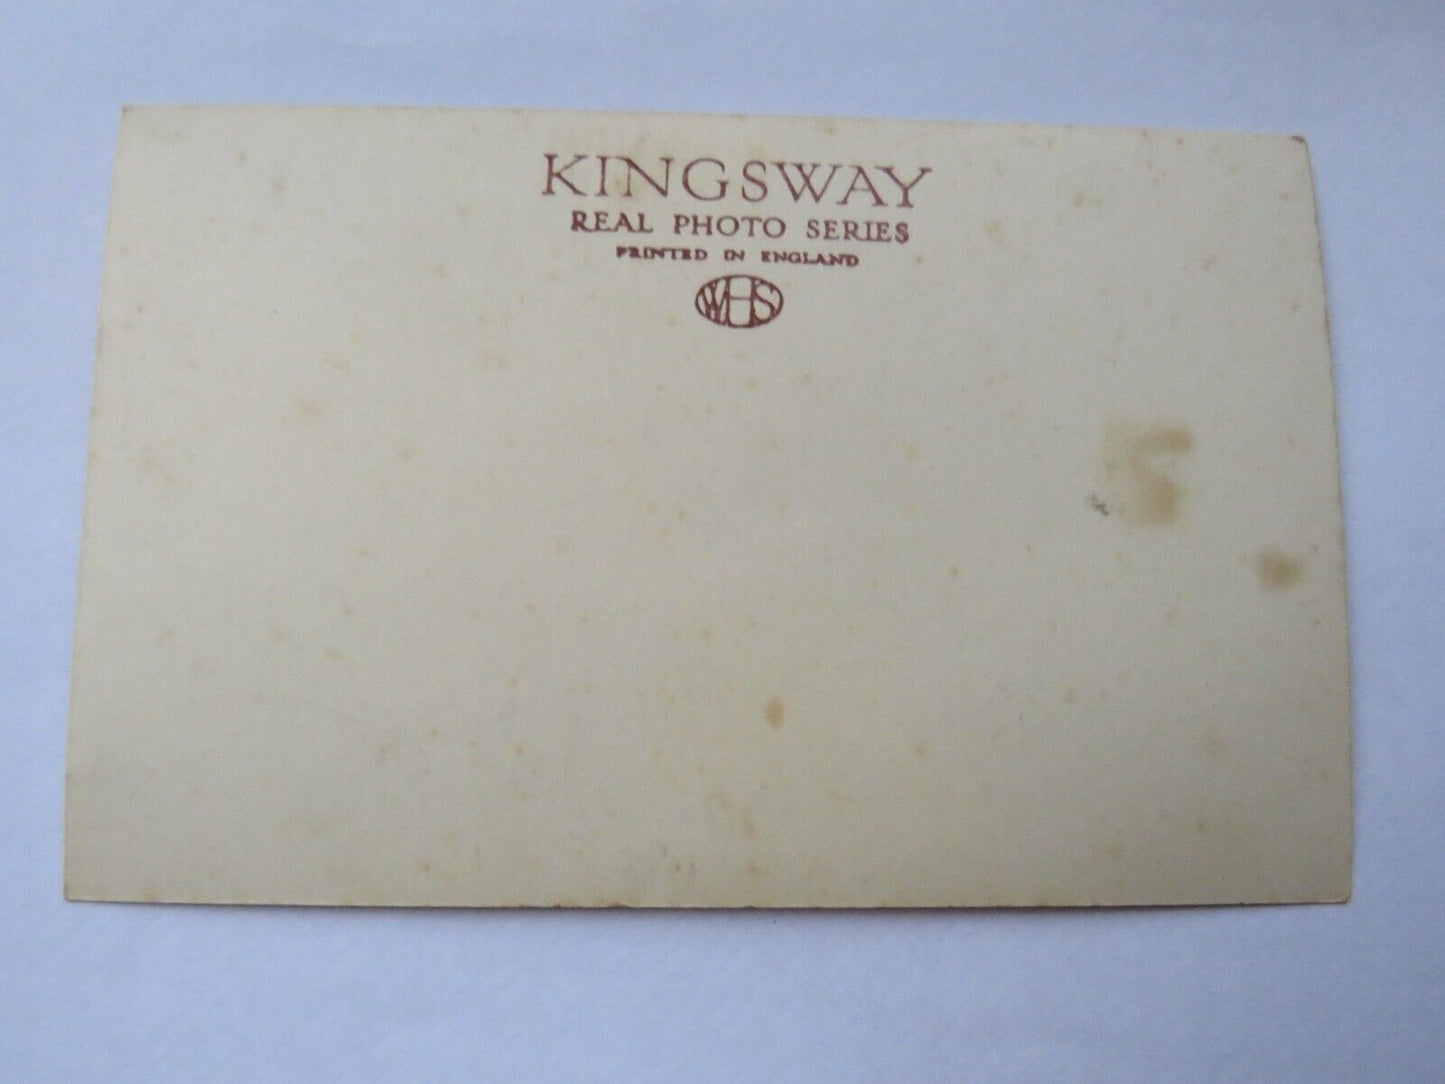 KINGSWAY
REAL PHOTO SERIES
PRINTED IN ENGLAND
WHS